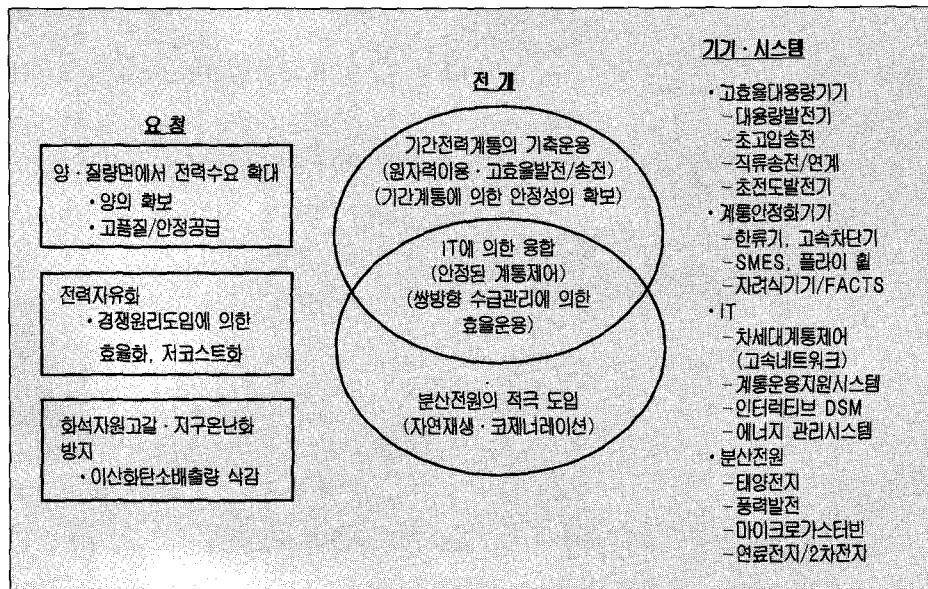 요 청
양 · 질량면에서 전력수요 확대
· 양의 확보
· 고품질/안정공급
전력자유화
· 경쟁원리도입에 의한
효율화, 저코스트화
화석자원고갈 · 지구온난화
방지
· 이산화탄소배출량 삭감
전 개
기간전력계통의 기축운용
(원자력이용 · 고효율발전/송전)
(기간계통에 의한 안정성의 확보)
IT에 의한 융합
(안정된 계통제어)
(쌍방향 수급관리에 의한
효율운용)
분산전원의 적극 도입
(자연재생 · 코제너레이션)
기기 · 시스템
· 고효율대용량기기
-대용량발전기
-초고압송전
-직류송전/연계
-초전도발전기
· 계통안정화기기
-한류기, 고속차단기
-SMES, 플라이 휠
-자려식기기/FACTS
· IT
-차세대계통제어
(고속네트워크)
-계통운용지원시스템
-인터럭티브 DSM
-에너지 관리시스템
· 분산전원
-태양전지
-풍력발전
-마이크로가스터빈
-연료전지/2차전지